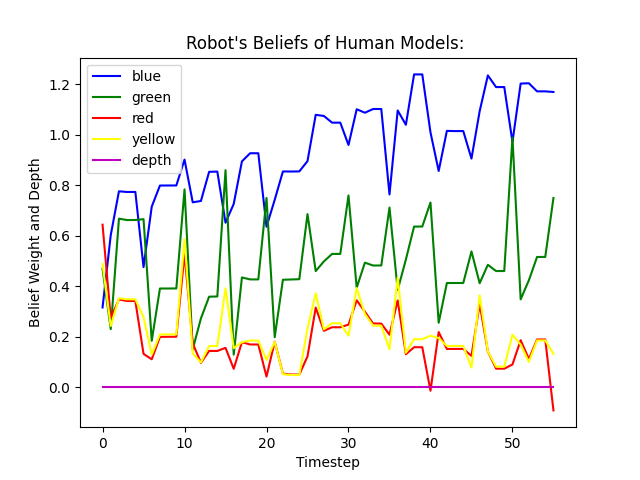 Robot's Beliefs of Human Models:
blue
green
red
yellow
depth
Belief Weight and Depth
1.2
1.0
0.8
0.6
0.4
0.2
0.0
0 10 20 30 40 50
Timestep